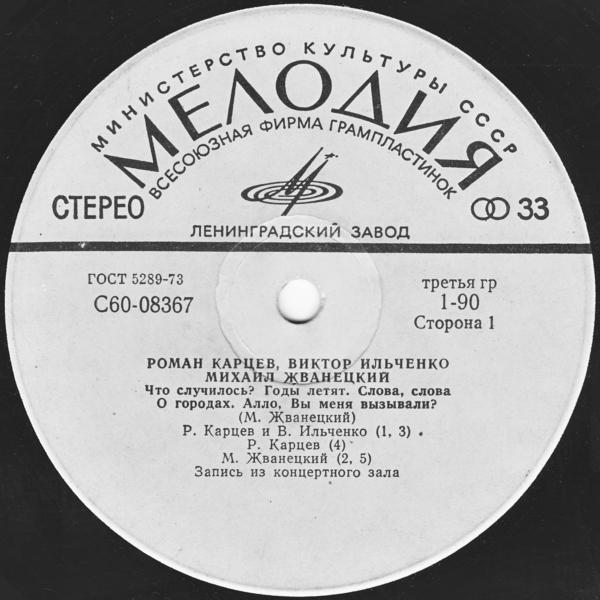 МИНИСТЕРСТВО КУЛЬТУРЫ СССР
МЕЛОДИЯ
ВСЕСОЮЗНАЯ ФИРМА ГРАМПЛАСТИНОК
СТЕРЕО
33
ЛЕНИНГРАДСКИЙ ЗАВОД
ГОСТ 5289-73
С60-08367
третья гр
1-90
Сторона 1
РОМАН КАРЦЕВ, ВИКТОР ИЛЬЧЕНКО
МИХАИЛ ЖВАНЕЦКИЙ
Что случилось? Годы летят. Слова, слова
О городах. Алло, Вы меня вызывали?
(М. Жванецкий)
Р. Карцев и В. Ильченко (1, 3)
Р. Карцев (4)
М. Жванецкий (2, 5)
Запись из концертного зала